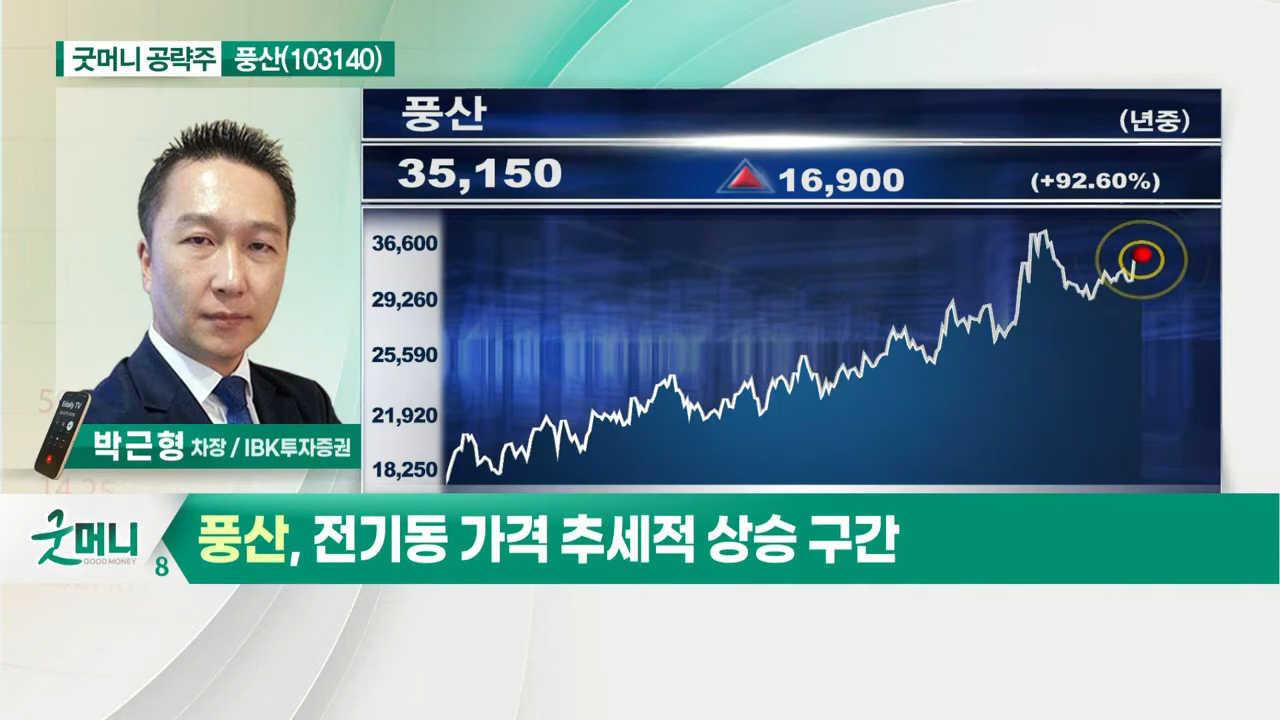 굿머니 공략주 풍산(103140)
풍산 (년중)
35,150 ▲ 16,900 (+92.60%)
36,600
29,260
25,590
21,920
18,250
Edaily TV
박근형 차장 / IBK투자증권
굿머니
GOOD MONEY
8
풍산, 전기동 가격 추세적 상승 구간